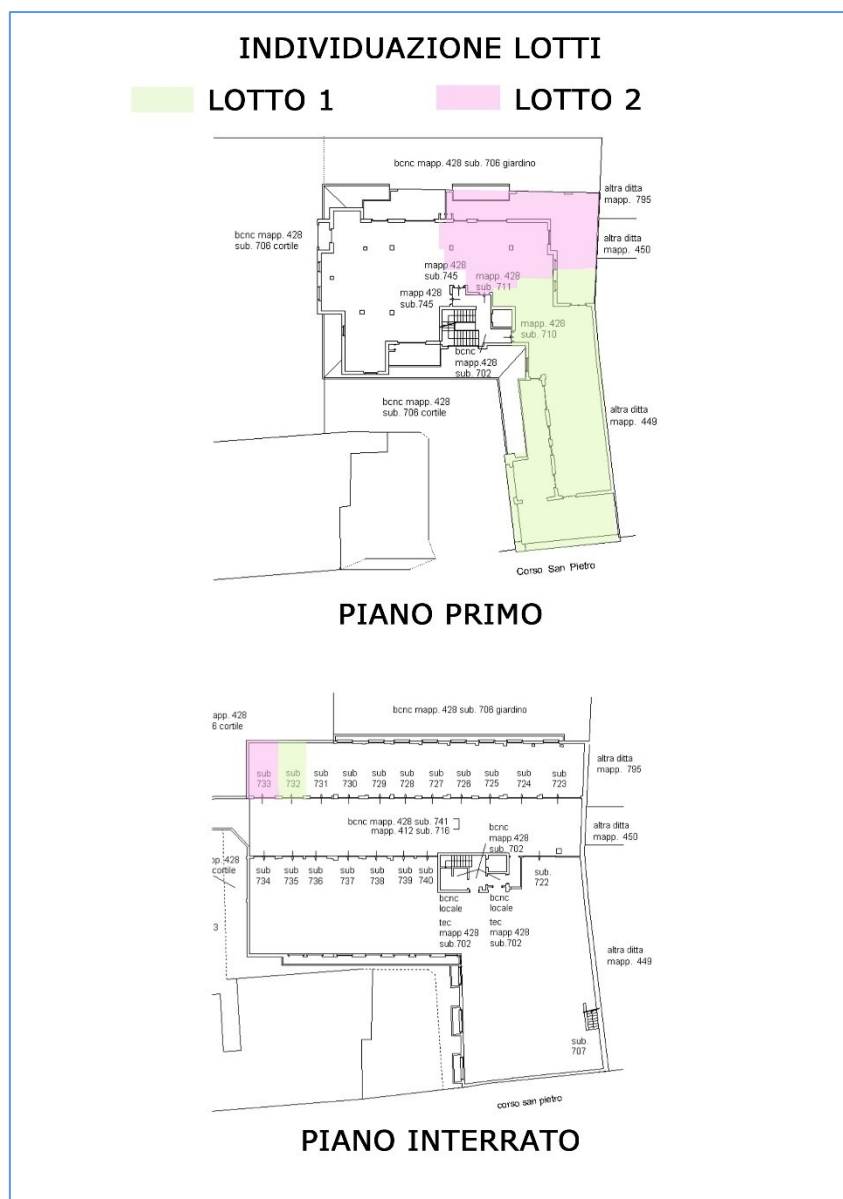 INDIVIDUAZIONE LOTTI
LOTTO 1 LOTTO 2
bcnc mapp. 428 sub. 706 giardino
altra ditta
mapp. 795
bcnc mapp. 428
sub. 706 cortile
altra ditta
mapp. 450
mapp 428
sub.745
mapp. 428
sub. 711
mapp 428
sub.745
mapp. 428
sub. 710
bcnc
mapp.428
sub. 702
bcnc mapp. 428
sub. 706 cortile
altra ditta
mapp. 449
Corso San Pietro
PIANO PRIMO
app. 428
6 cortile
bcnc mapp. 428 sub. 706 giardino
altra ditta
mapp. 795
sub 733
sub 732
sub 731
sub 730
sub 729
sub 728
sub 727
sub 726
sub 725
sub 724
sub 723
bcnc mapp. 428 sub. 741
mapp. 412 sub. 716
bcnc
mapp.428
sub.702
altra ditta
mapp. 450
pp. 428
cortile
sub 734
sub 735
sub 736
sub 737
sub 738
sub 739
sub 740
sub. 722
bcnc
locale
tec
mapp 428
sub.702
bcnc
locale
tec
mapp 428
sub.702
3
altra ditta
mapp. 449
sub.
707
corso san pietro
PIANO INTERRATO